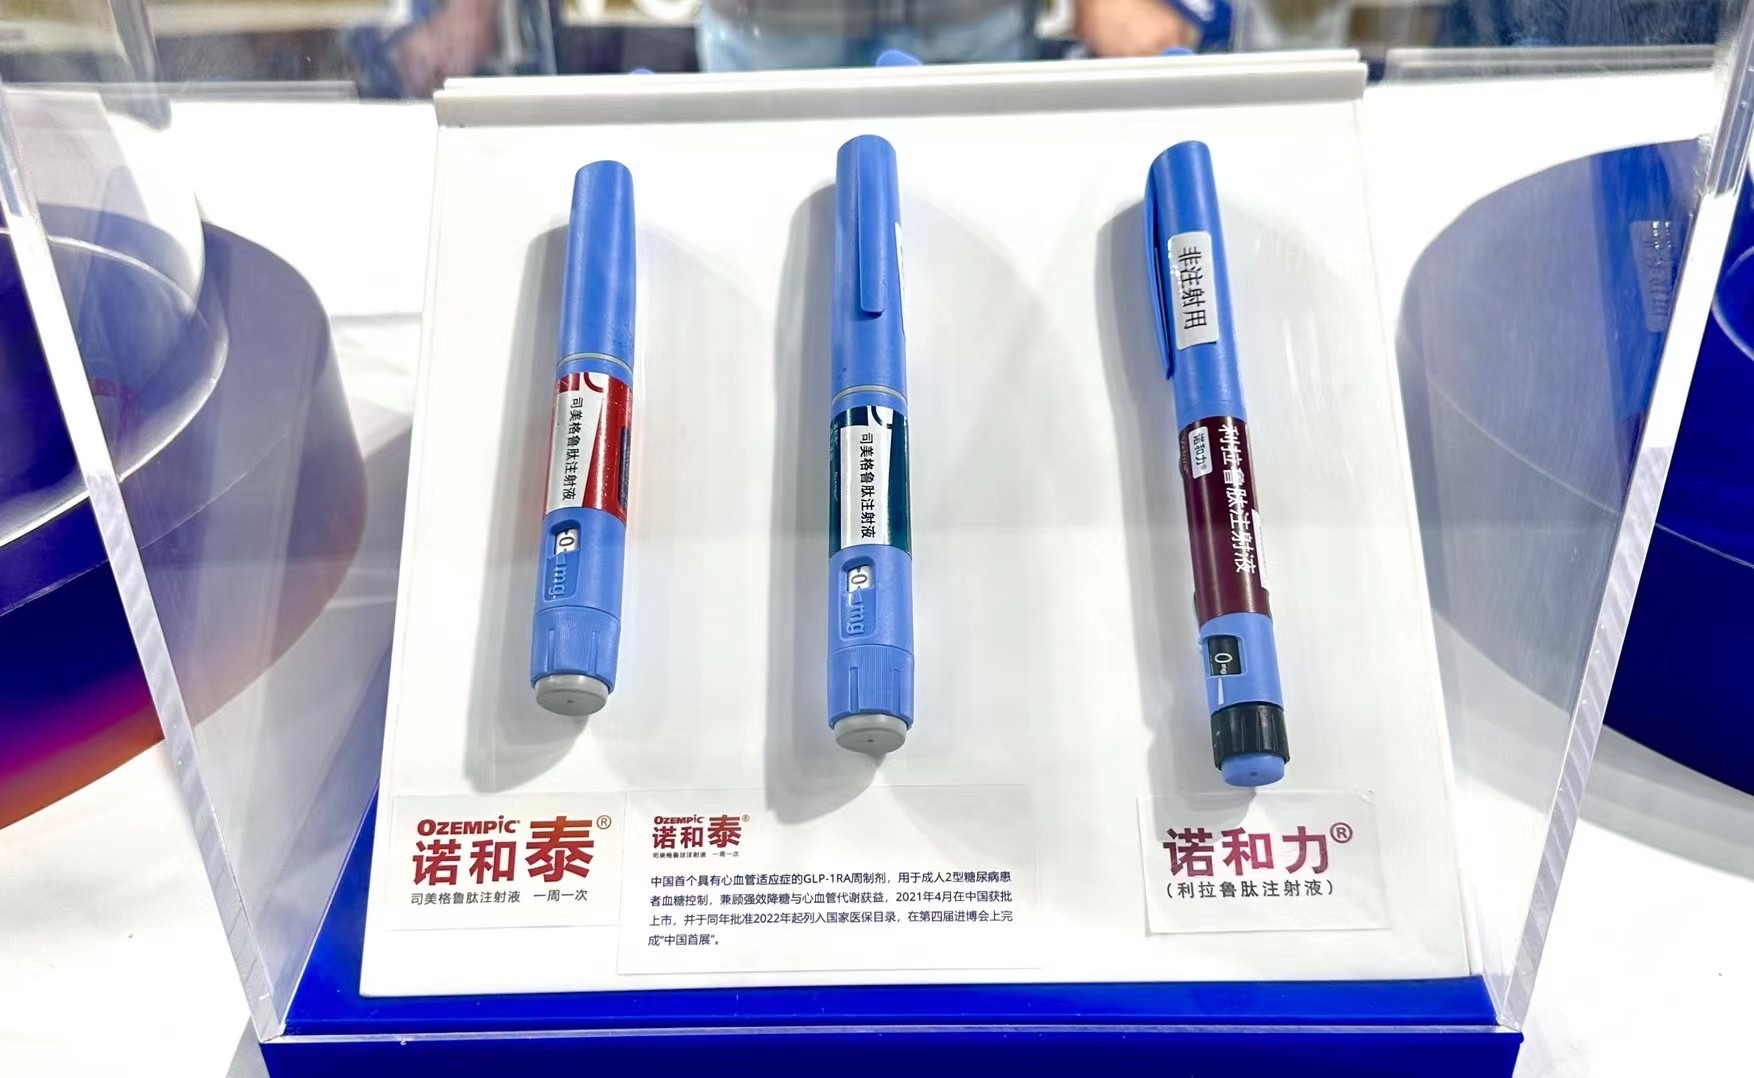 司美格鲁肽注射液
0
mg
司美格鲁肽注射液
0
mg
非注射用
诺和力®
利拉鲁肽注射液
0
mg
OZEMPIC®
诺和泰®
司美格鲁肽注射液 一周一次
OZEMPIC®
诺和泰®
司美格鲁肽注射液 一周一次
中国首个具有心血管适应症的GLP-1RA周制剂，用于成人2型糖尿病患
者血糖控制，兼顾强效降糖与心血管代谢获益，2021年4月在中国获批
上市，并于同年批准2022年起列入国家医保目录，在第四届进博会上完
成“中国首展”。
诺和力®
（利拉鲁肽注射液）